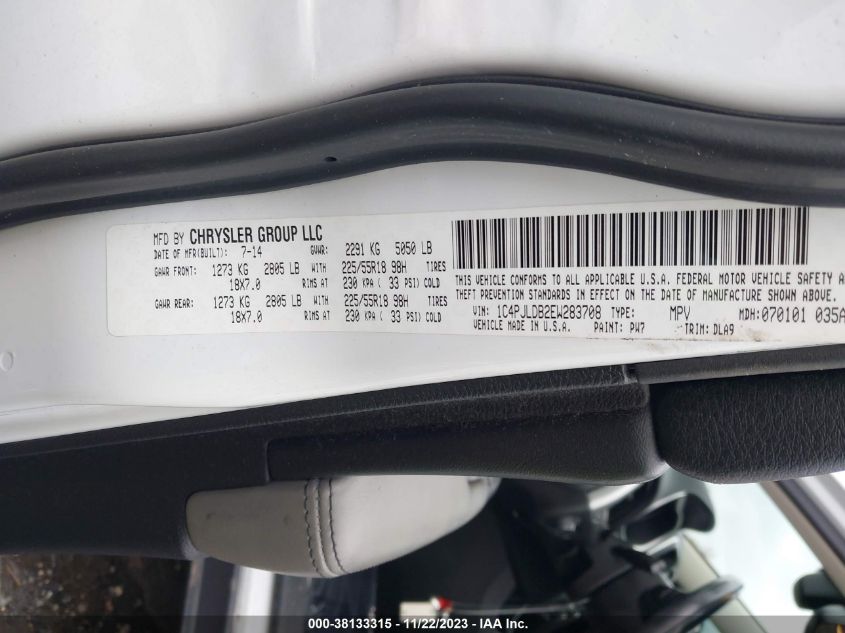 MFD BY CHRYSLER GROUP LLC
DATE OF MFR(BUILT): 7-14 GVWR: 2291 KG 5050 LB
GAWR FRONT: 1273 KG 2805 LB WITH 225/55R18 98H TIRES
18X7.0 RIMS AT 230 KPA ( 33 PSI) COLD
GAWR REAR: 1273 KG 2805 LB WITH 225/55R18 98H TIRES
18X7.0 RIMS AT 230 KPA ( 33 PSI) COLD
THIS VEHICLE CONFORMS TO ALL APPLICABLE U.S.A. FEDERAL MOTOR VEHICLE SAFETY A
THEFT PREVENTION STANDARDS IN EFFECT ON THE DATE OF MANUFACTURE SHOWN ABOVE.
VIN: 1C4PJLDB2EW283708 TYPE: MPV MDH: 070101 035A
VEHICLE MADE IN U.S.A. PAINT: PW7 TRIM: DLA9
000-38133315 - 11/22/2023 - IAA Inc.